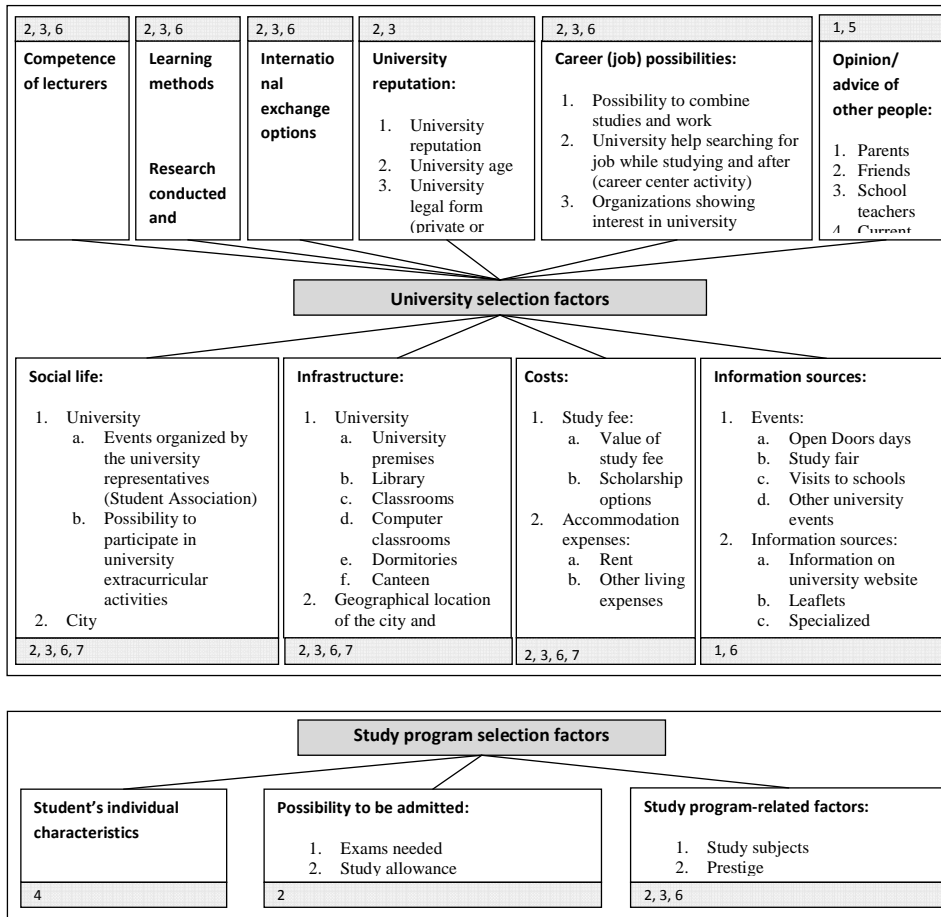 2, 3, 6
Competence
of lecturers
2, 3, 6
Learning
methods
Research
conducted
and
2, 3, 6
Internatio
nal
exchange
options
2, 3
University
reputation:
1. University
reputation
2. University age
3. University
legal form
(private or
2, 3, 6
Career (job) possibilities:
1. Possibility to combine
studies and work
2. University help searching for
job while studying and after
(career center activity)
3. Organizations showing
interest in university
1, 5
Opinion/
advice of
other people:
1. Parents
2. Friends
3. School
teachers
4. Current
University selection factors
Social life:
1. University
a. Events organized by
the university
representatives
(Student Association)
b. Possibility to
participate in
university
extracurricular
activities
2. City
2, 3, 6, 7
Infrastructure:
1. University
a. University
premises
b. Library
c. Classrooms
d. Computer
classrooms
e. Dormitories
f. Canteen
2. Geographical location
of the city and
2, 3, 6, 7
Costs:
1. Study fee:
a. Value of
study fee
b. Scholarship
options
2. Accommodation
expenses:
a. Rent
b. Other living
expenses
2, 3, 6, 7
Information sources:
1. Events:
a. Open Doors days
b. Study fair
c. Visits to schools
d. Other university
events
2. Information sources:
a. Information on
university website
b. Leaflets
c. Specialized
1, 6
Study program selection factors
Student’s individual
characteristics
4
Possibility to be admitted:
1. Exams needed
2. Study allowance
2
Study program-related factors:
1. Study subjects
2. Prestige
2, 3, 6